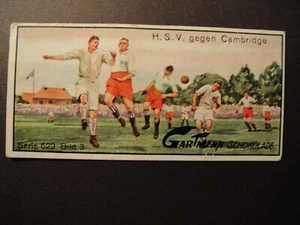 H.S.V. gegen Cambridge.
Serie 629 Bild 3
GARTMANN SCHOKOLADE